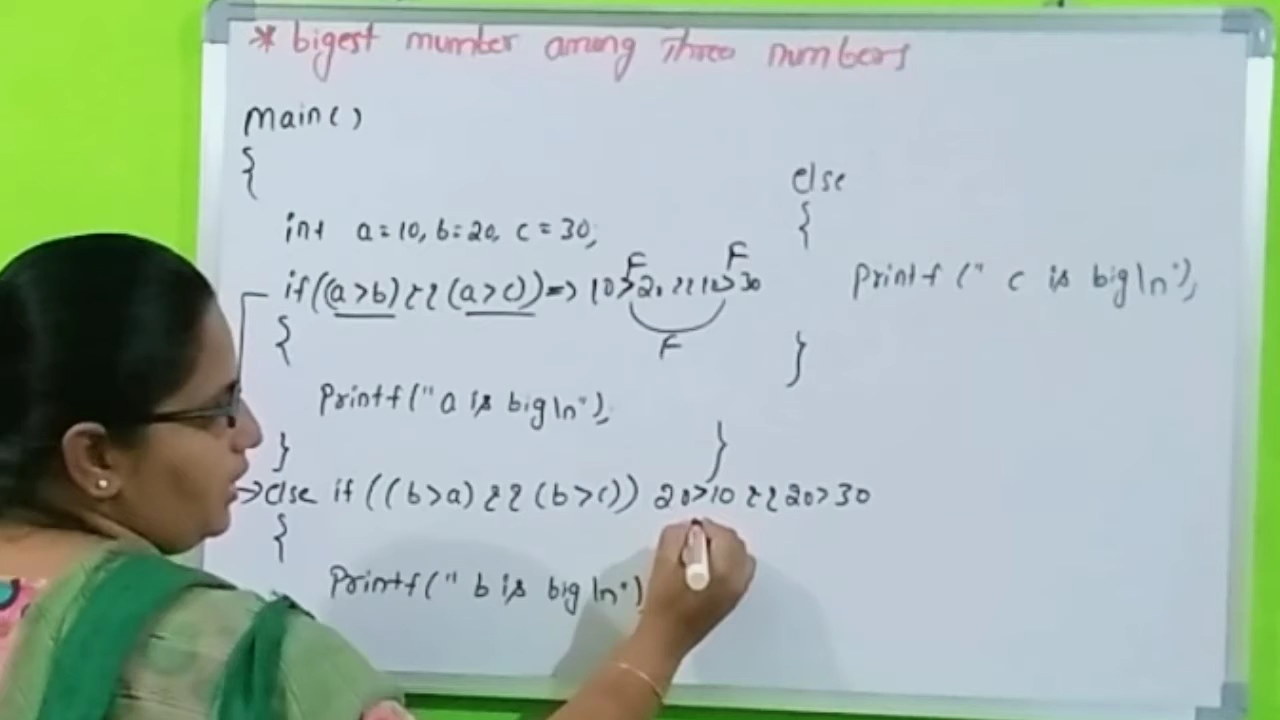 * bigest number among Three numbers
main()
{
int a=10, b=20, c=30;
if((a>b) && (a>c)) => 10>20 && 10>30
F F
F
{
printf("a is big\n");
}
else if((b>a) && (b>c)) 20>10 && 20>30
{
printf(" b is big\n")
}
else
{
printf(" c is big\n");
}